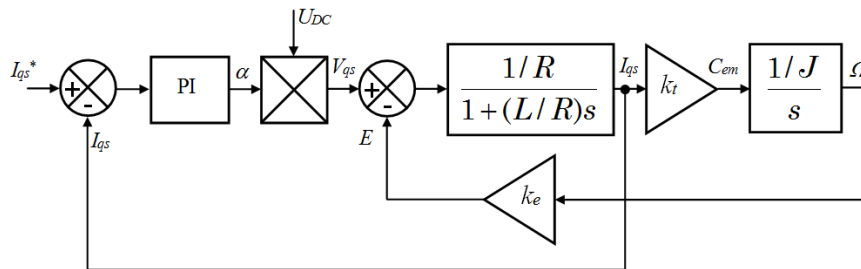 U_DC
I_qs*
+
-
PI
α
V_qs
+
-
E
1/R
1+(L/R)s
I_qs
k_t
C_em
1/J
s
Ω
I_qs
k_e